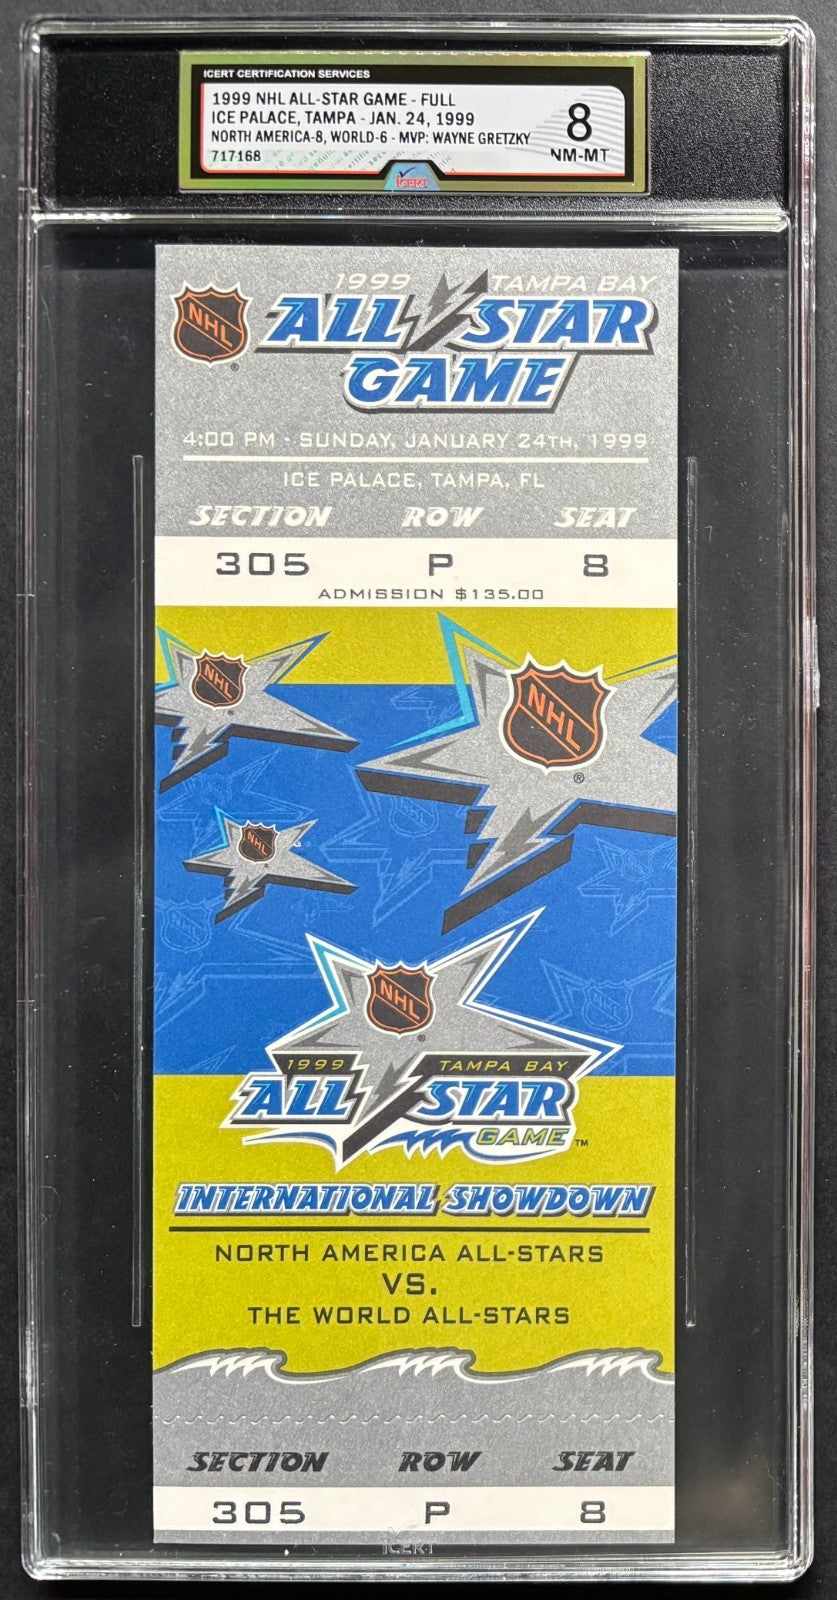 ICERT CERTIFICATION SERVICES
1999 NHL ALL-STAR GAME - FULL
ICE PALACE, TAMPA - JAN. 24, 1999
NORTH AMERICA-8, WORLD-6 - MVP: WAYNE GRETZKY
717168
8
NM-MT
ICERT
1999 TAMPA BAY
NHL
®
ALL STAR
GAME
4:00 PM - SUNDAY, JANUARY 24TH, 1999
ICE PALACE, TAMPA, FL
SECTION ROW SEAT
305 P 8
ADMISSION $135.00
NHL
®
NHL
®
NHL
NHL
®
1999 TAMPA BAY
ALL STAR
GAME ™
INTERNATIONAL SHOWDOWN
NORTH AMERICA ALL-STARS
VS.
THE WORLD ALL-STARS
SECTION ROW SEAT
305 P 8
ICERT